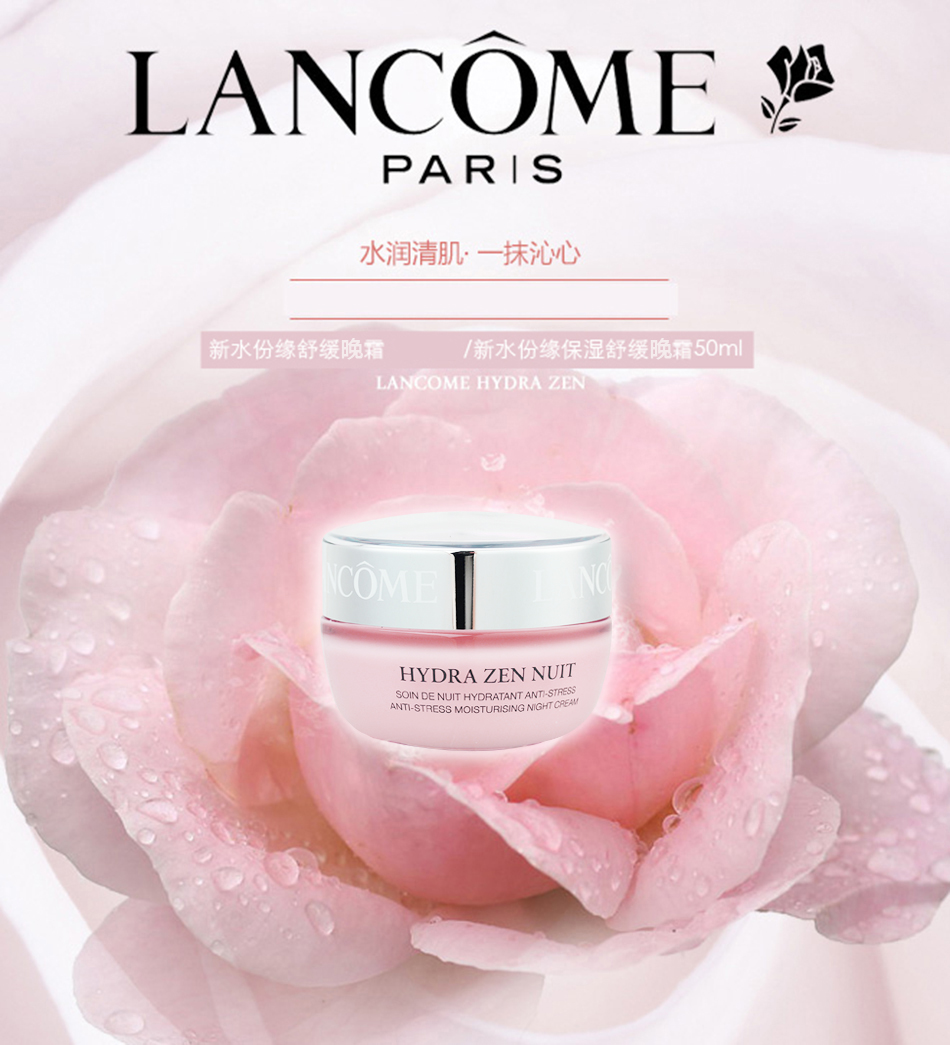 LANCÔME
PARIS
水润清肌·一抹沁心
新水份缘舒缓晚霜 /新水份缘保湿舒缓晚霜50ml
LANCOME HYDRA ZEN
NCÔME LANCÔ
HYDRA ZEN NUIT
SOIN DE NUIT HYDRATANT ANTI-STRESS
ANTI-STRESS MOISTURISING NIGHT CREAM